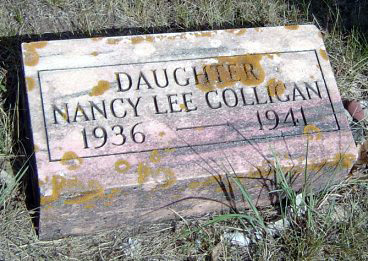 DAUGHTER
NANCY LEE COLLIGAN
1936 — 1941